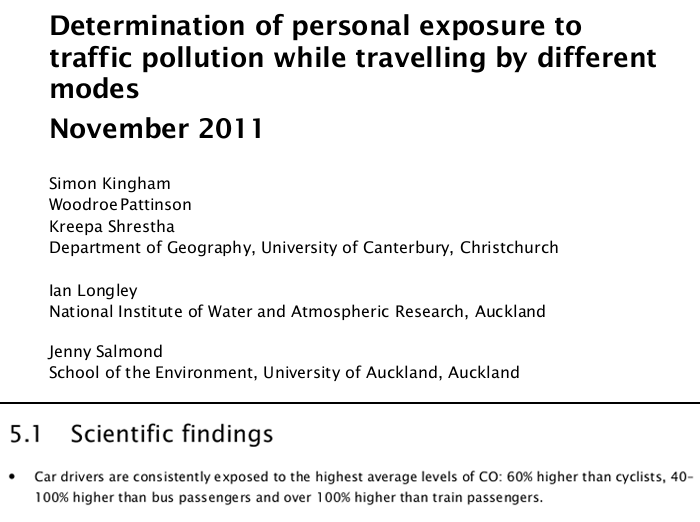 Determination of personal exposure to
traffic pollution while travelling by different
modes
November 2011
Simon Kingham
Woodroe Pattinson
Kreepa Shrestha
Department of Geography, University of Canterbury, Christchurch
Ian Longley
National Institute of Water and Atmospheric Research, Auckland
Jenny Salmond
School of the Environment, University of Auckland, Auckland
5.1 Scientific findings
• Car drivers are consistently exposed to the highest average levels of CO: 60% higher than cyclists, 40–
100% higher than bus passengers and over 100% higher than train passengers.